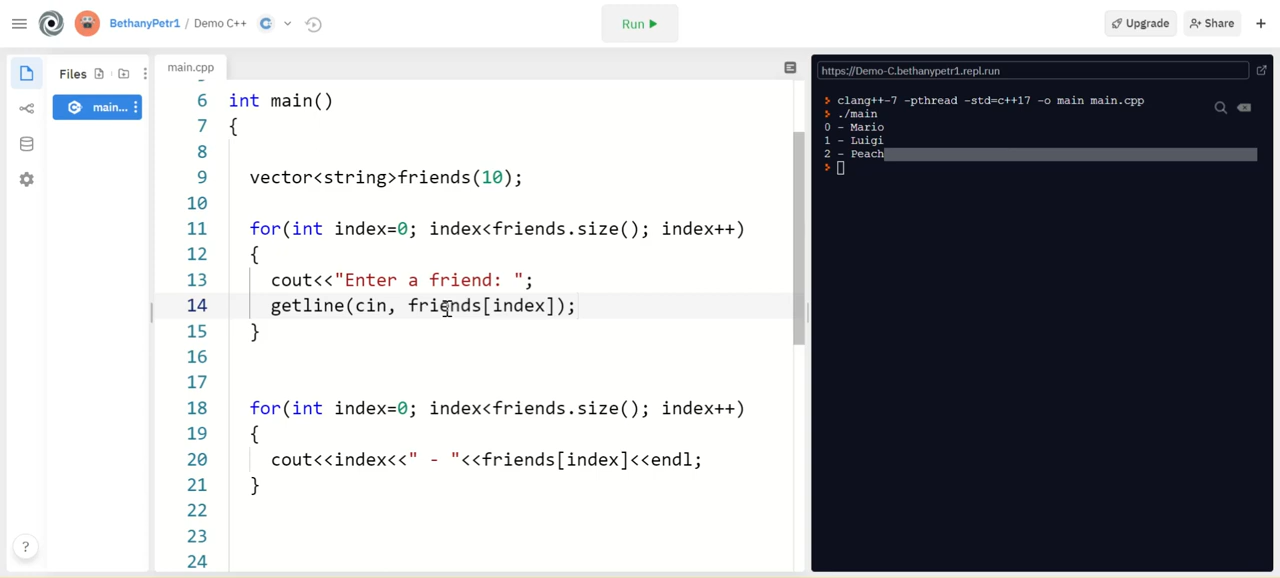 BethanyPetr1 / Demo C++
Run
Upgrade
Share
Files
main...
main.cpp
6 int main()
7 {
8
9 vector<string>friends(10);
10
11 for(int index=0; index<friends.size(); index++)
12 {
13 cout<<"Enter a friend: ";
14 getline(cin, friends[index]);
15 }
16
17
18 for(int index=0; index<friends.size(); index++)
19 {
20 cout<<index<<" - "<<friends[index]<<endl;
21 }
22
23
24
?
https://Demo-C.bethanypetr1.repl.run
clang++-7 -pthread -std=c++17 -o main main.cpp
./main
0 - Mario
1 - Luigi
2 - Peach